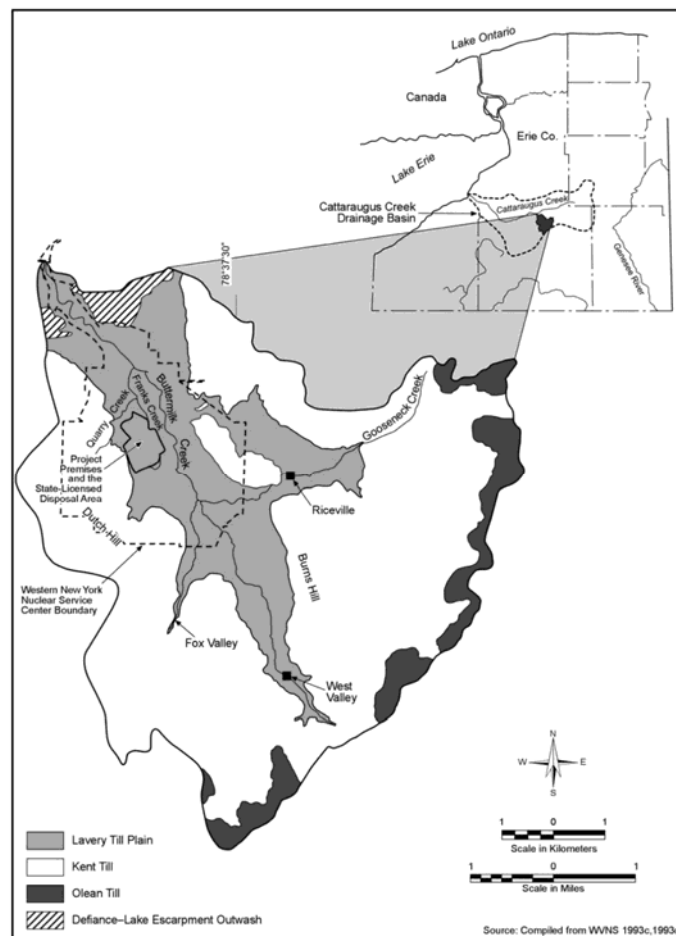 Lake Ontario
Canada
Erie Co.
Lake Erie
Cattaraugus Creek
Drainage Basin
Cattaraugus Creek
Genesee River
78°37'30"
Buttermilk
Creek
Franks Creek
Quarry Creek
Gooseneck Creek
Project
Premises
and the
State-Licensed
Disposal Area
Riceville
Dutch Hill
Western New York
Nuclear Service
Center Boundary
Burns Hill
Fox Valley
West
Valley
N
W E
S
Lavery Till Plain
Kent Till
Olean Till
Defiance–Lake Escarpment Outwash
1 0 1
Scale in Kilometers
1 0 1
Scale in Miles
Source: Compiled from WVNS 1993c,1993